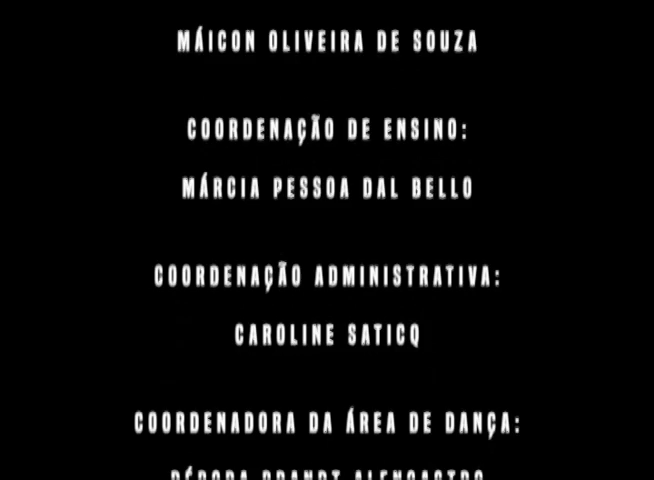 MÁICON OLIVEIRA DE SOUZA
COORDENAÇÃO DE ENSINO:
MÁRCIA PESSOA DAL BELLO
COORDENAÇÃO ADMINISTRATIVA:
CAROLINE SATICQ
COORDENADORA DA ÁREA DE DANÇA: